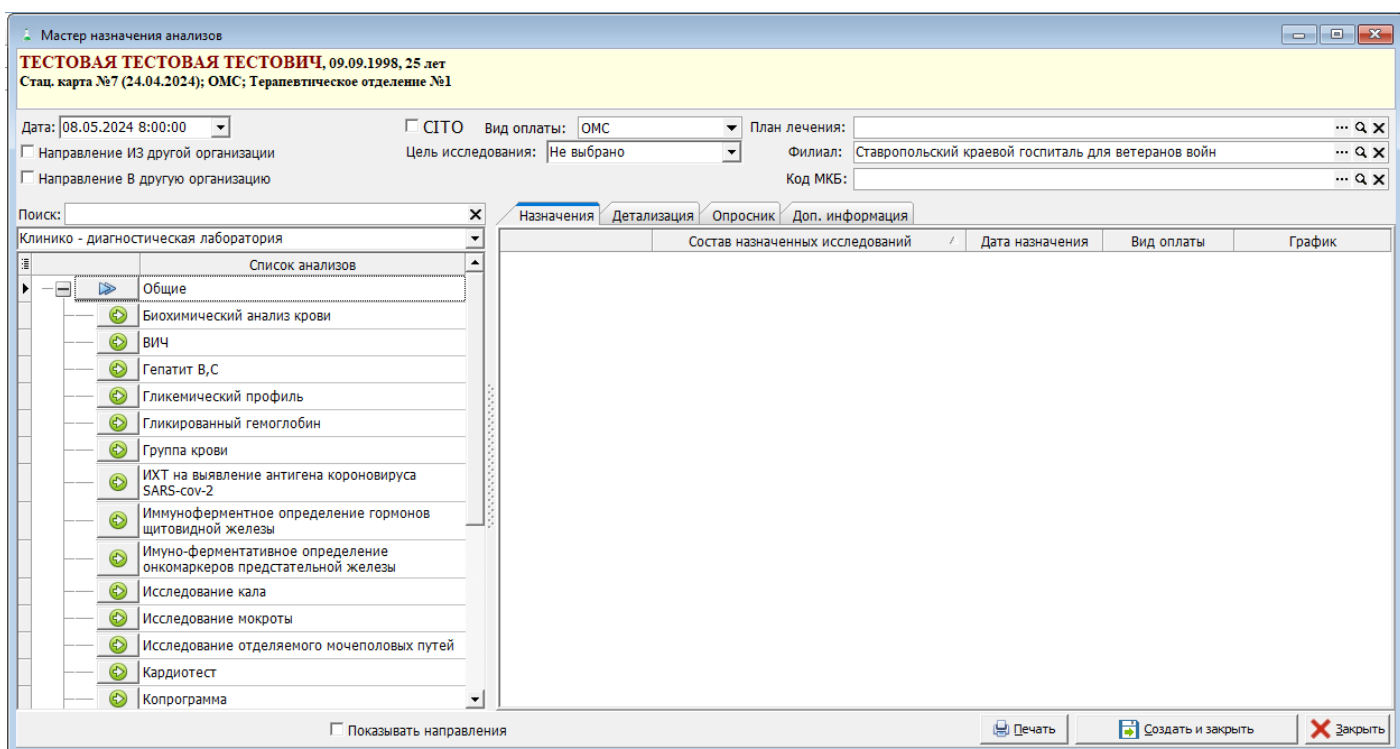 Мастер назначения анализов
ТЕСТОВАЯ ТЕСТОВАЯ ТЕСТОВИЧ, 09.09.1998, 25 лет
Стац. карта №7 (24.04.2024); ОМС; Терапевтическое отделение №1
Дата: 08.05.2024 8:00:00 CITO Вид оплаты: ОМС План лечения:
Направление ИЗ другой организации Цель исследования: Не выбрано Филиал: Ставропольский краевой госпиталь для ветеранов войн
Направление В другую организацию Код МКБ:
Поиск: Назначения Детализация Опросник Доп. информация
Клинико - диагностическая лаборатория Состав назначенных исследований Дата назначения Вид оплаты График
Список анализов
Общие
Биохимический анализ крови
ВИЧ
Гепатит В,С
Гликемический профиль
Гликированный гемоглобин
Группа крови
ИХТ на выявление антигена короновируса
SARS-cov-2
Иммуноферментное определение гормонов
щитовидной железы
Имуно-ферментативное определение
онкомаркеров предстательной железы
Исследование кала
Исследование мокроты
Исследование отделяемого мочеполовых путей
Кардиотест
Копрограмма
Показывать направления Печать Создать и закрыть Закрыть